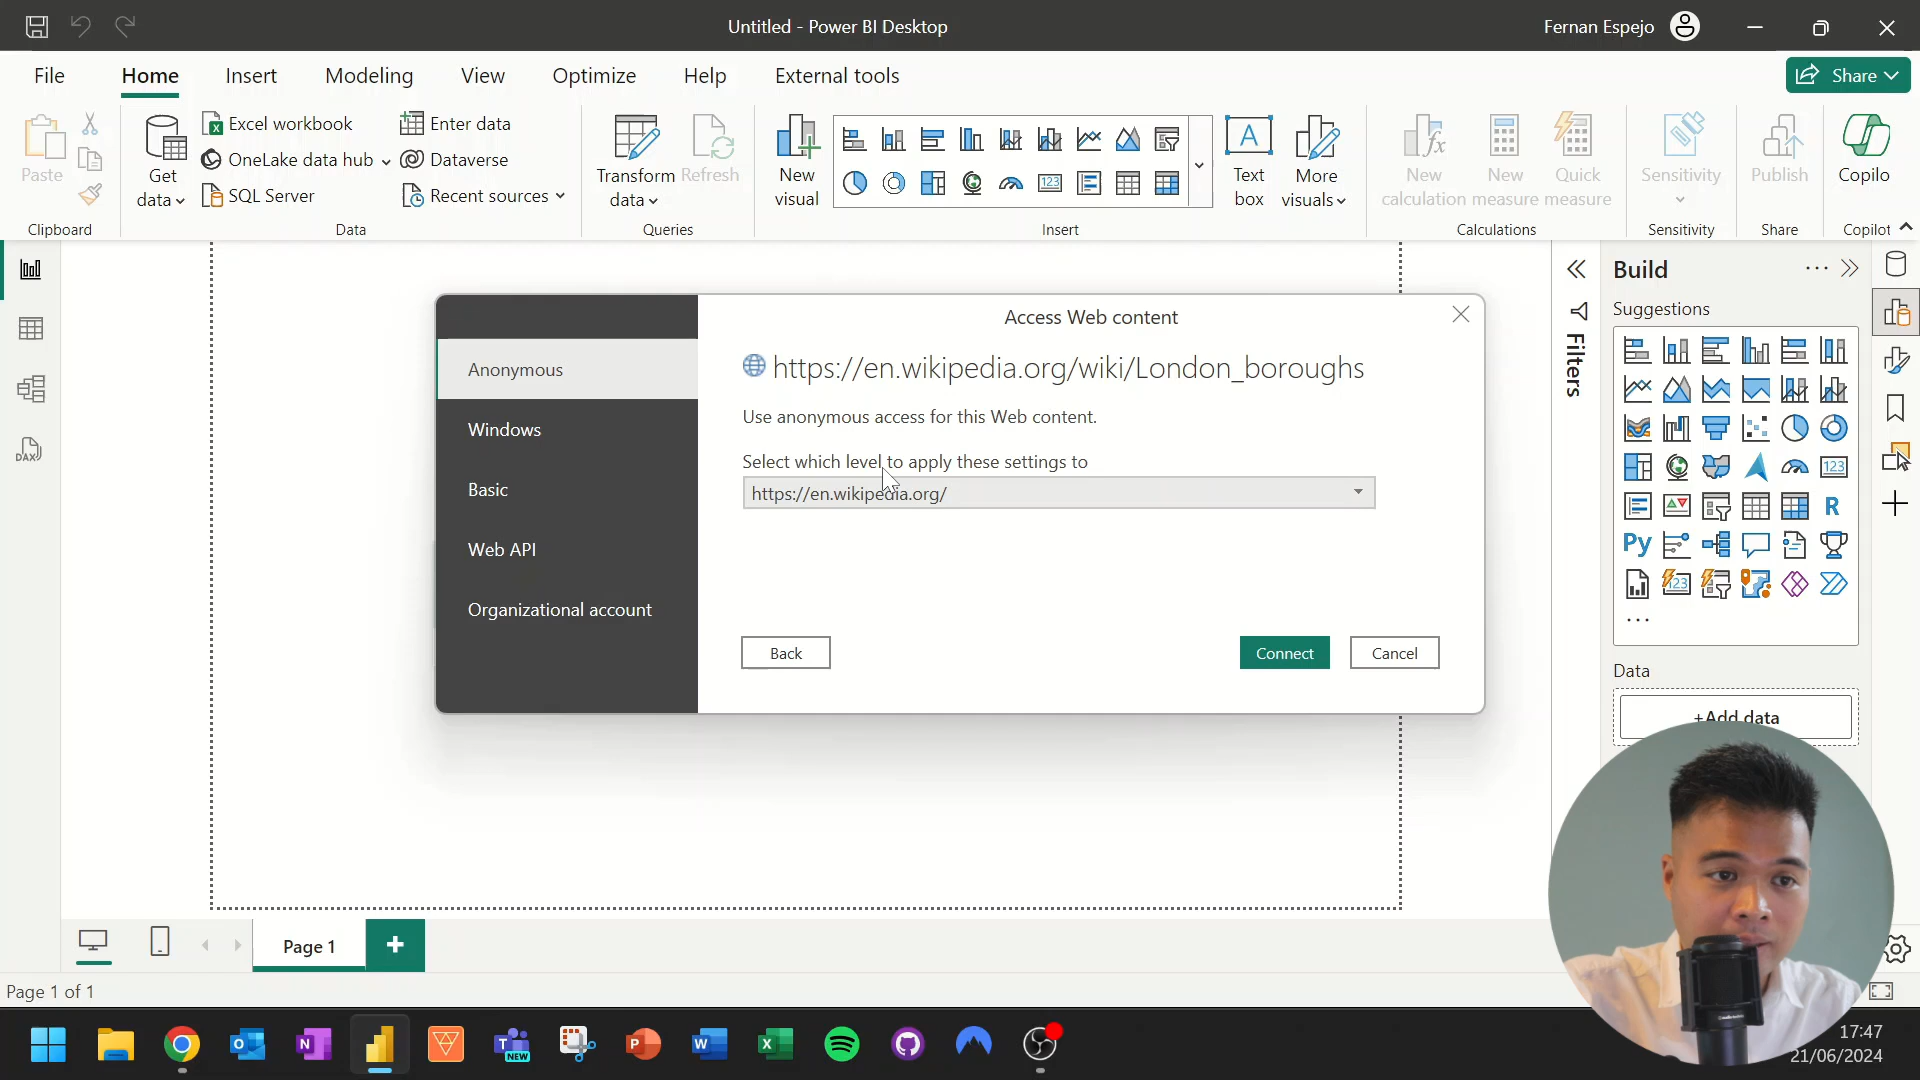 Untitled - Power BI Desktop
Fernan Espejo
File
Home
Insert
Modeling
View
Optimize
Help
External tools
Share
Paste
Clipboard
Get
data
Excel workbook
OneLake data hub
SQL Server
Enter data
Dataverse
Recent sources
Data
Transform
data
Refresh
Queries
New
visual
Text
box
More
visuals
Insert
New
calculation
New
measure
Quick
measure
Calculations
Sensitivity
Sensitivity
Publish
Share
Copilo
Copilot
DAX
Filters
Build
Suggestions
123
R
Py
123
Data
+Add data
Access Web content
Anonymous
Windows
Basic
Web API
Organizational account
https://en.wikipedia.org/wiki/London_boroughs
Use anonymous access for this Web content.
Select which level to apply these settings to
https://en.wikipedia.org/
Back
Connect
Cancel
Page 1
Page 1 of 1
NEW
17:47
21/06/2024